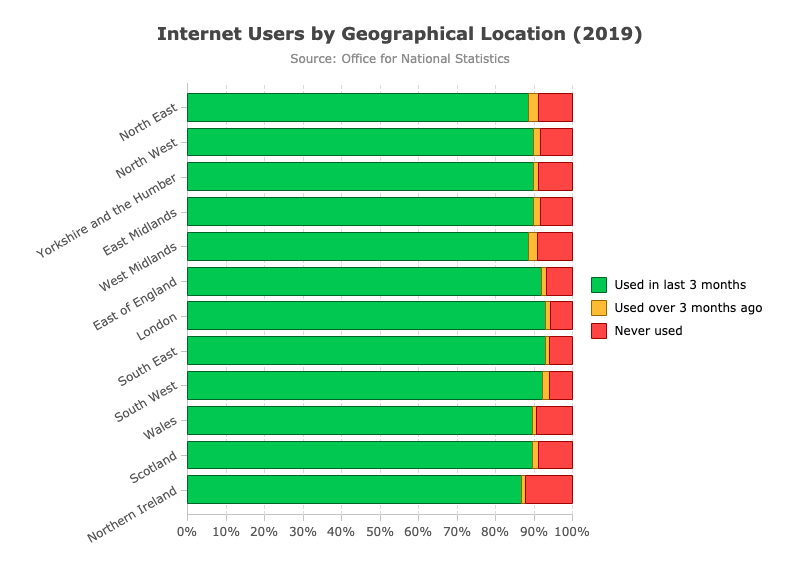 Internet Users by Geographical Location (2019)
Source: Office for National Statistics
North East
North West
Yorkshire and the Humber
East Midlands
West Midlands
East of England
London
South East
South West
Wales
Scotland
Northern Ireland
0% 10% 20% 30% 40% 50% 60% 70% 80% 90% 100%
Used in last 3 months
Used over 3 months ago
Never used